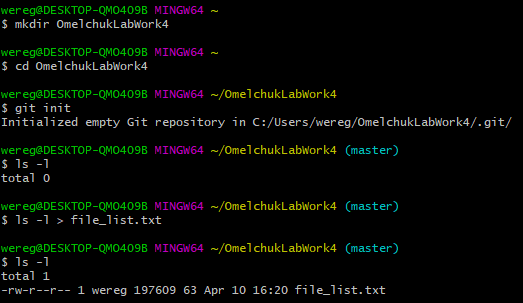 wereg@DESKTOP-QMO409B MINGW64 ~
$ mkdir OmelchukLabWork4
wereg@DESKTOP-QMO409B MINGW64 ~
$ cd OmelchukLabWork4
wereg@DESKTOP-QMO409B MINGW64 ~/OmelchukLabWork4
$ git init
Initialized empty Git repository in C:/Users/wereg/OmelchukLabWork4/.git/
wereg@DESKTOP-QMO409B MINGW64 ~/OmelchukLabWork4 (master)
$ ls -l
total 0
wereg@DESKTOP-QMO409B MINGW64 ~/OmelchukLabWork4 (master)
$ ls -l > file_list.txt
wereg@DESKTOP-QMO409B MINGW64 ~/OmelchukLabWork4 (master)
$ ls -l
total 1
-rw-r--r-- 1 wereg 197609 63 Apr 10 16:20 file_list.txt